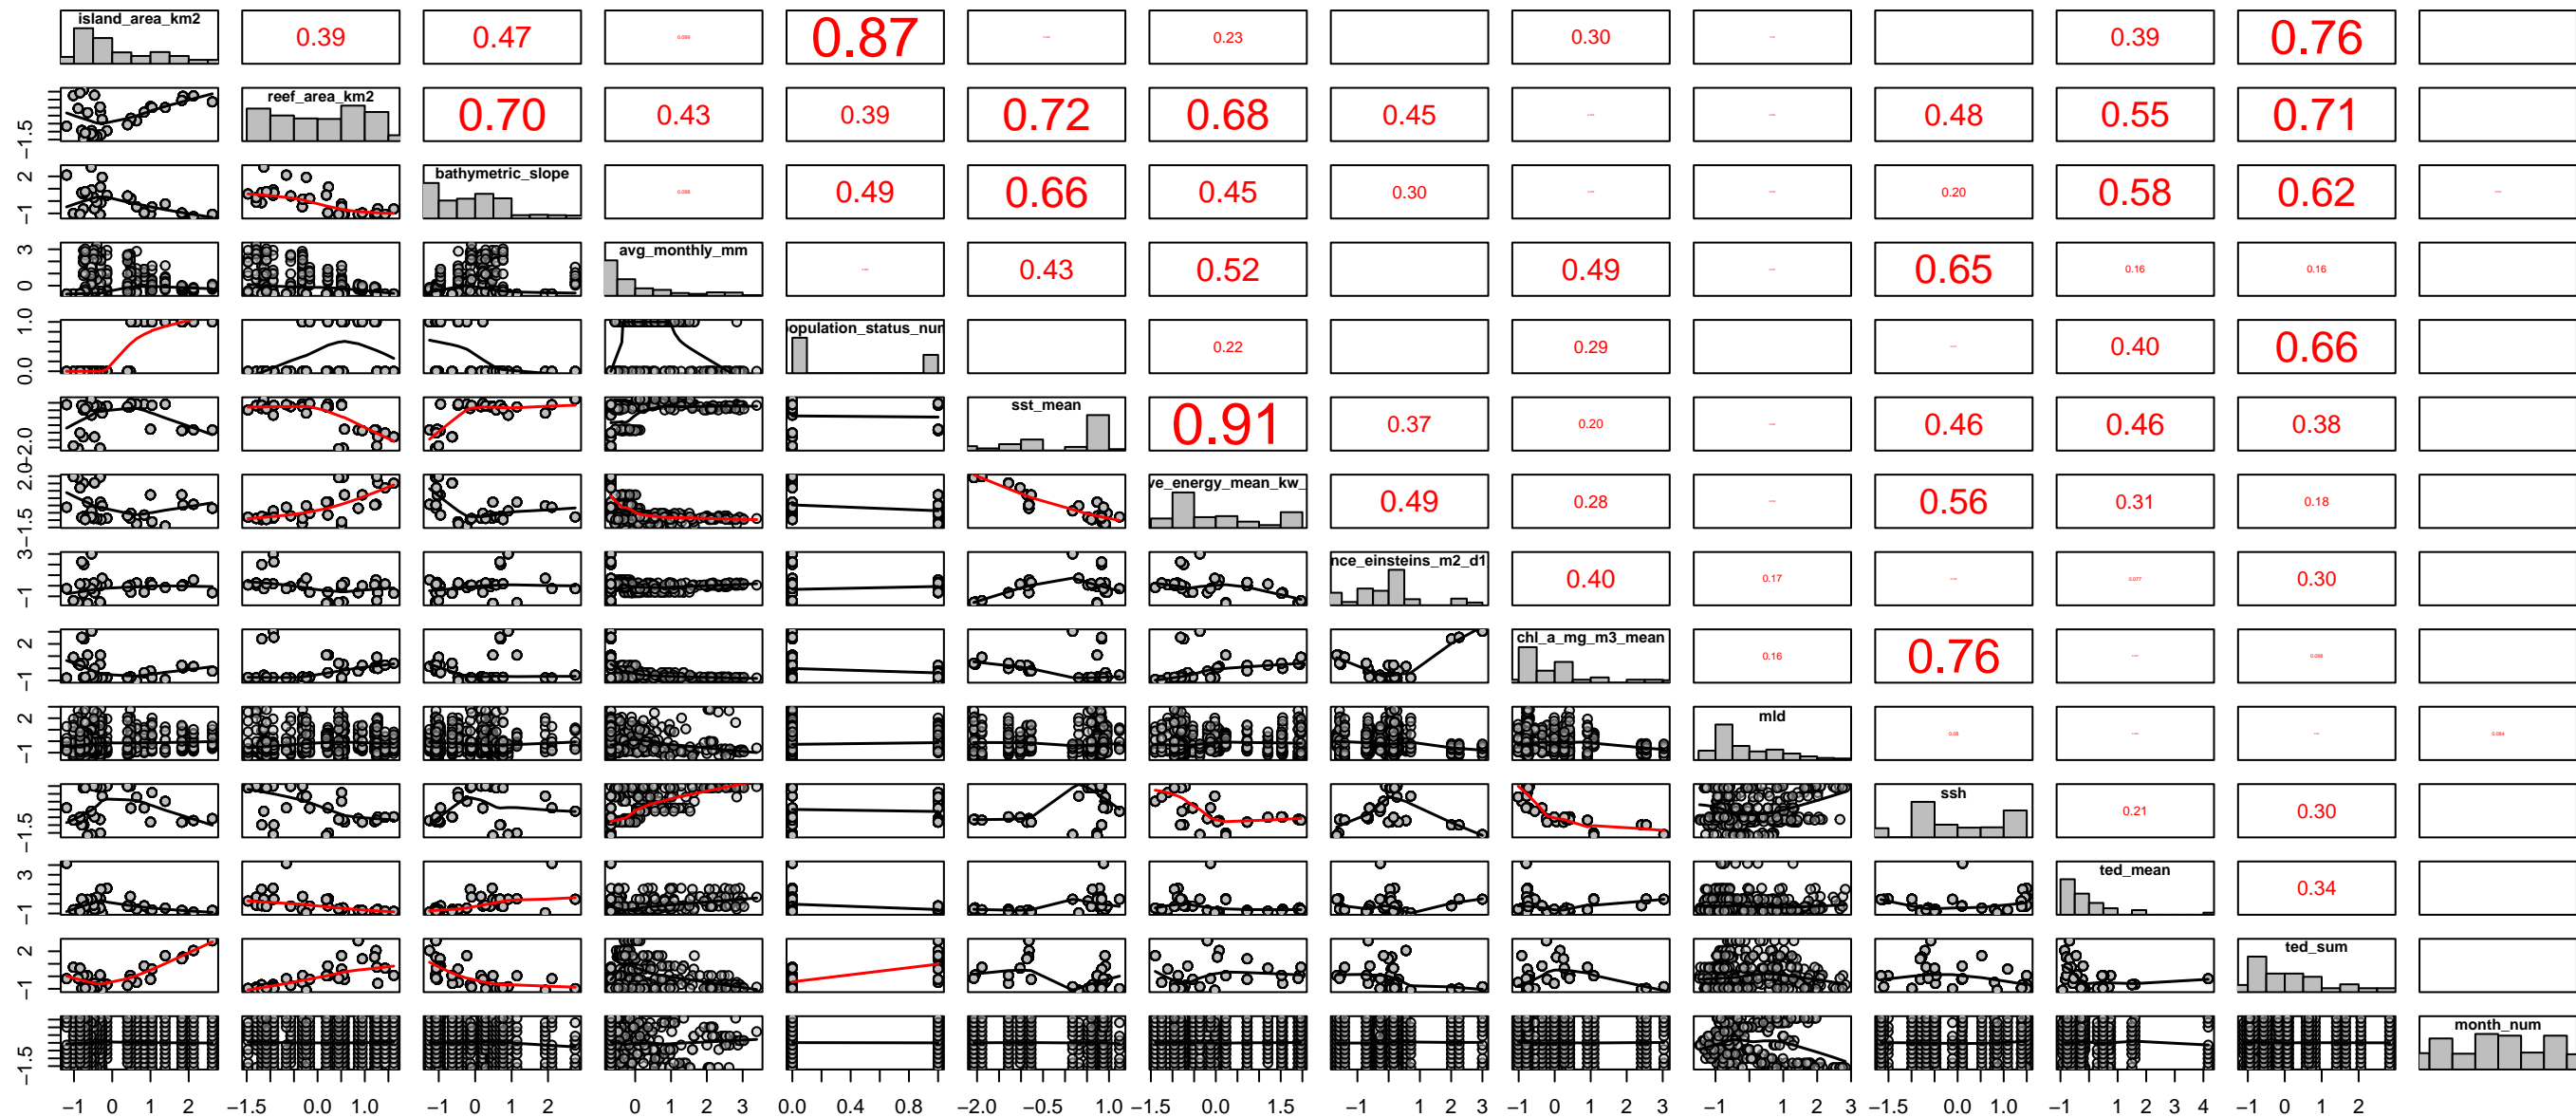 island_area_km2 0.39 0.47 0.87 0.23 0.30 0.39 0.76
reef_area_km2 0.70 0.43 0.39 0.72 0.68 0.45 0.48 0.55 0.71
−1.5
bathymetric_slope 0.098 0.49 0.66 0.45 0.30 0.20 0.58 0.62
−1 2
avg_monthly_mm 0.43 0.52 0.49 0.65 0.16 0.16
0 3
opulation_status_nur 0.22 0.29 0.40 0.66
0.0 1.0
sst_mean 0.91 0.37 0.20 0.46 0.46 0.38
−2.0
ve_energy_mean_kw_ 0.49 0.28 0.56 0.31 0.18
−1.5 2.0
nce_einsteins_m2_d1 0.40 0.17 0.077 0.30
−1 3
chl_a_mg_m3_mean 0.16 0.76 0.098
−1 2
mld 0.08 0.084
−1 2
ssh 0.21 0.30
−1.5
ted_mean 0.34
−1 3
ted_sum
−1 2
month_num
−1.5
−1 0 1 2 −1.5 0.0 1.0 −1 0 1 2 0 1 2 3 0.0 0.4 0.8 −2.0 −0.5 1.0 −1.5 0.0 1.5 −1 1 2 3 −1 0 1 2 3 −1 1 2 3 −1.5 0.0 1.0 −1 1 2 3 4 −1 0 1 2